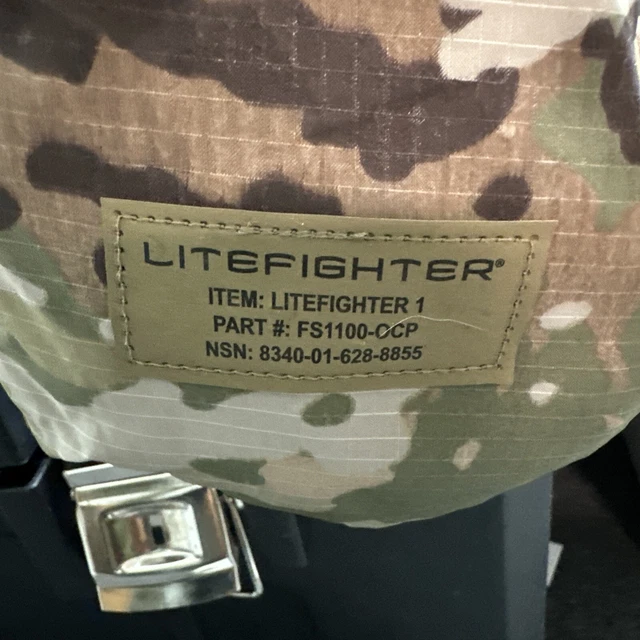 LITEFIGHTER®
ITEM: LITEFIGHTER 1
PART #: FS1100-OCP
NSN: 8340-01-628-8855